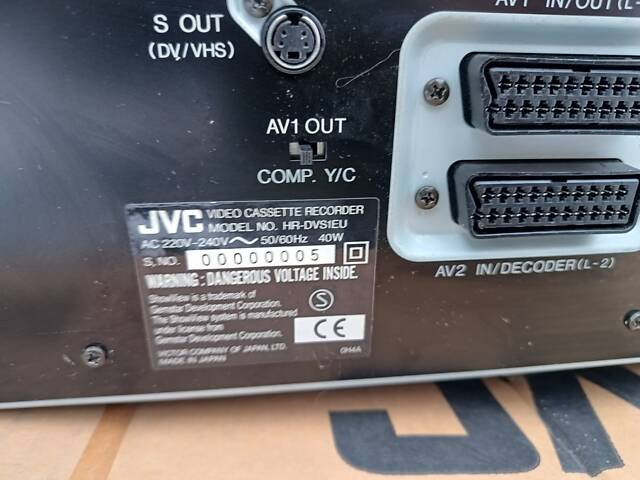 AV1 IN/OUT(L-
S OUT
(DV/VHS)
AV1 OUT
COMP. Y/C
JVC VIDEO CASSETTE RECORDER
MODEL NO. HR-DVS1EU
AC 220V-240V~50/60Hz 40W
S. NO. 00000005
WARNING : DANGEROUS VOLTAGE INSIDE.
ShowView is a trademark of
Gemstar Development Corporation.
The ShowView system is manufactured
under license from
Gemstar Development Corporation.
S
CE
VICTOR COMPANY OF JAPAN, LTD.
MADE IN JAPAN
0H4A
AV2 IN/DECODER(L-2)